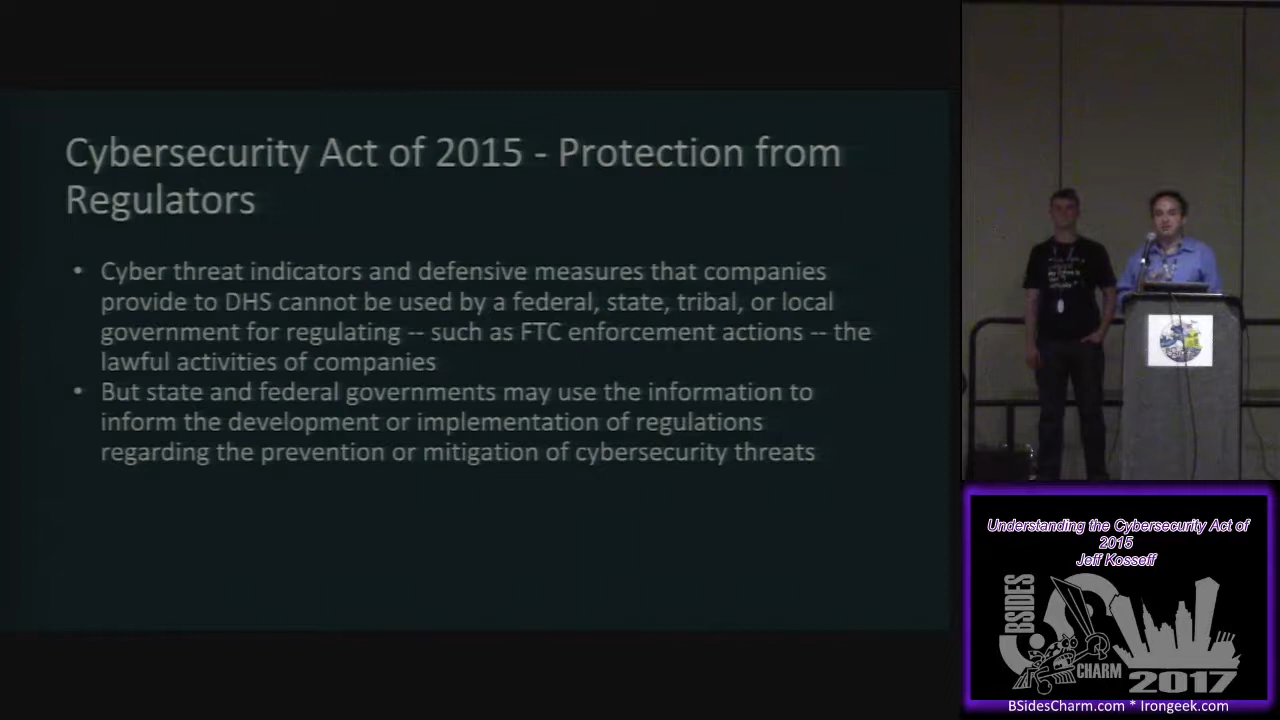 Cybersecurity Act of 2015 - Protection from
Regulators
• Cyber threat indicators and defensive measures that companies
provide to DHS cannot be used by a federal, state, tribal, or local
government for regulating -- such as FTC enforcement actions -- the
lawful activities of companies
• But state and federal governments may use the information to
inform the development or implementation of regulations
regarding the prevention or mitigation of cybersecurity threats
Understanding the Cybersecurity Act of
2015
Jeff Kosseff
BSIDES
CHARM
2017
BSidesCharm.com * Irongeek.com